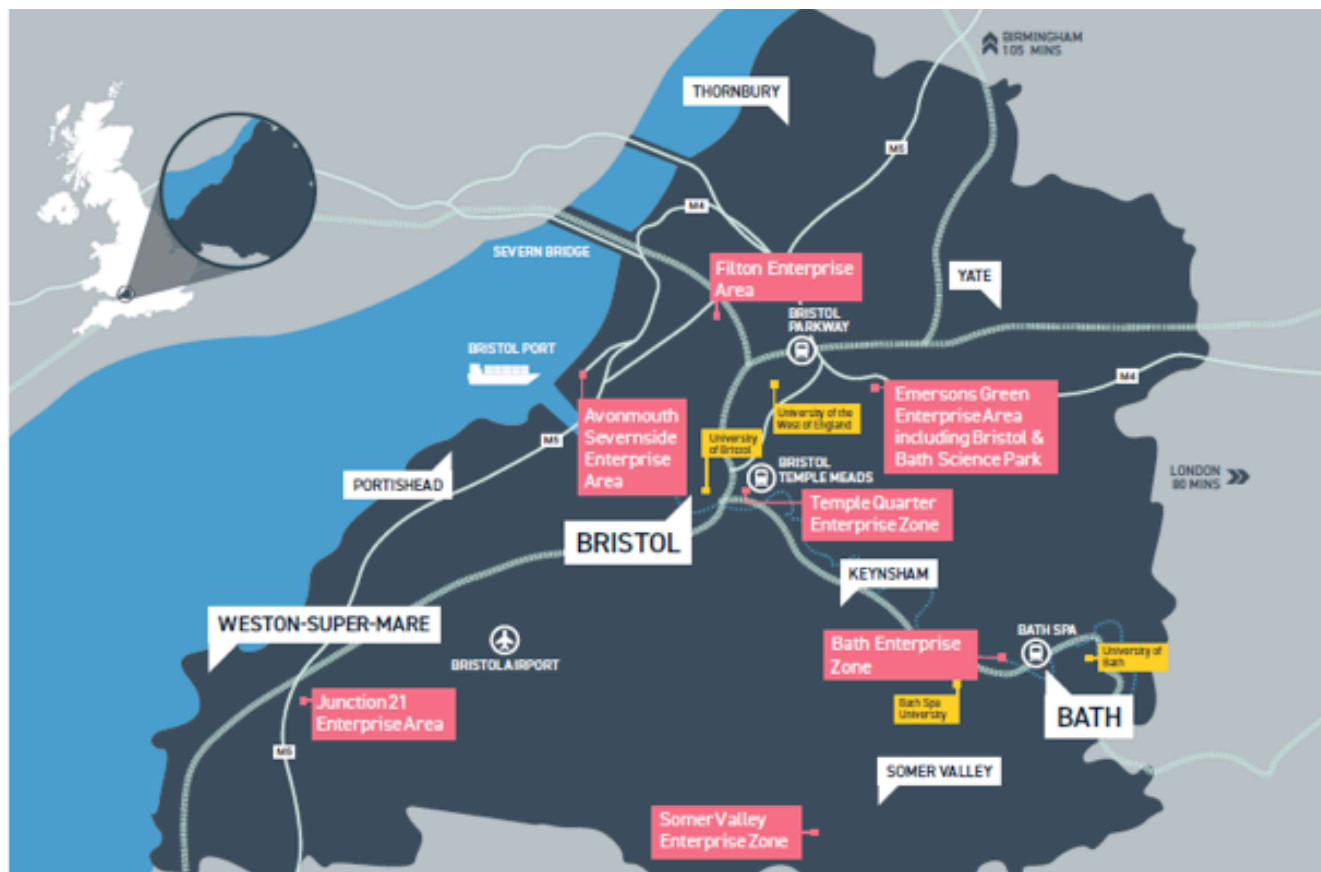 BIRMINGHAM
105 MINS
THORNBURY
M5
M4
SEVERN BRIDGE
Filton Enterprise
Area
YATE
BRISTOL
PARKWAY
BRISTOL PORT
M4
Avonmouth
Severnside
Enterprise
Area
University of the
West of England
Emersons Green
Enterprise Area
including Bristol &
Bath Science Park
University
of Bristol
M5
BRISTOL
TEMPLE MEADS
LONDON
80 MINS
PORTISHEAD
Temple Quarter
Enterprise Zone
BRISTOL
KEYNSHAM
WESTON-SUPER-MARE
BRISTOL AIRPORT
Bath Enterprise
Zone
BATH SPA
University of
Bath
Bath Spa
University
Junction 21
Enterprise Area
BATH
M5
SOMER VALLEY
Somer Valley
Enterprise Zone